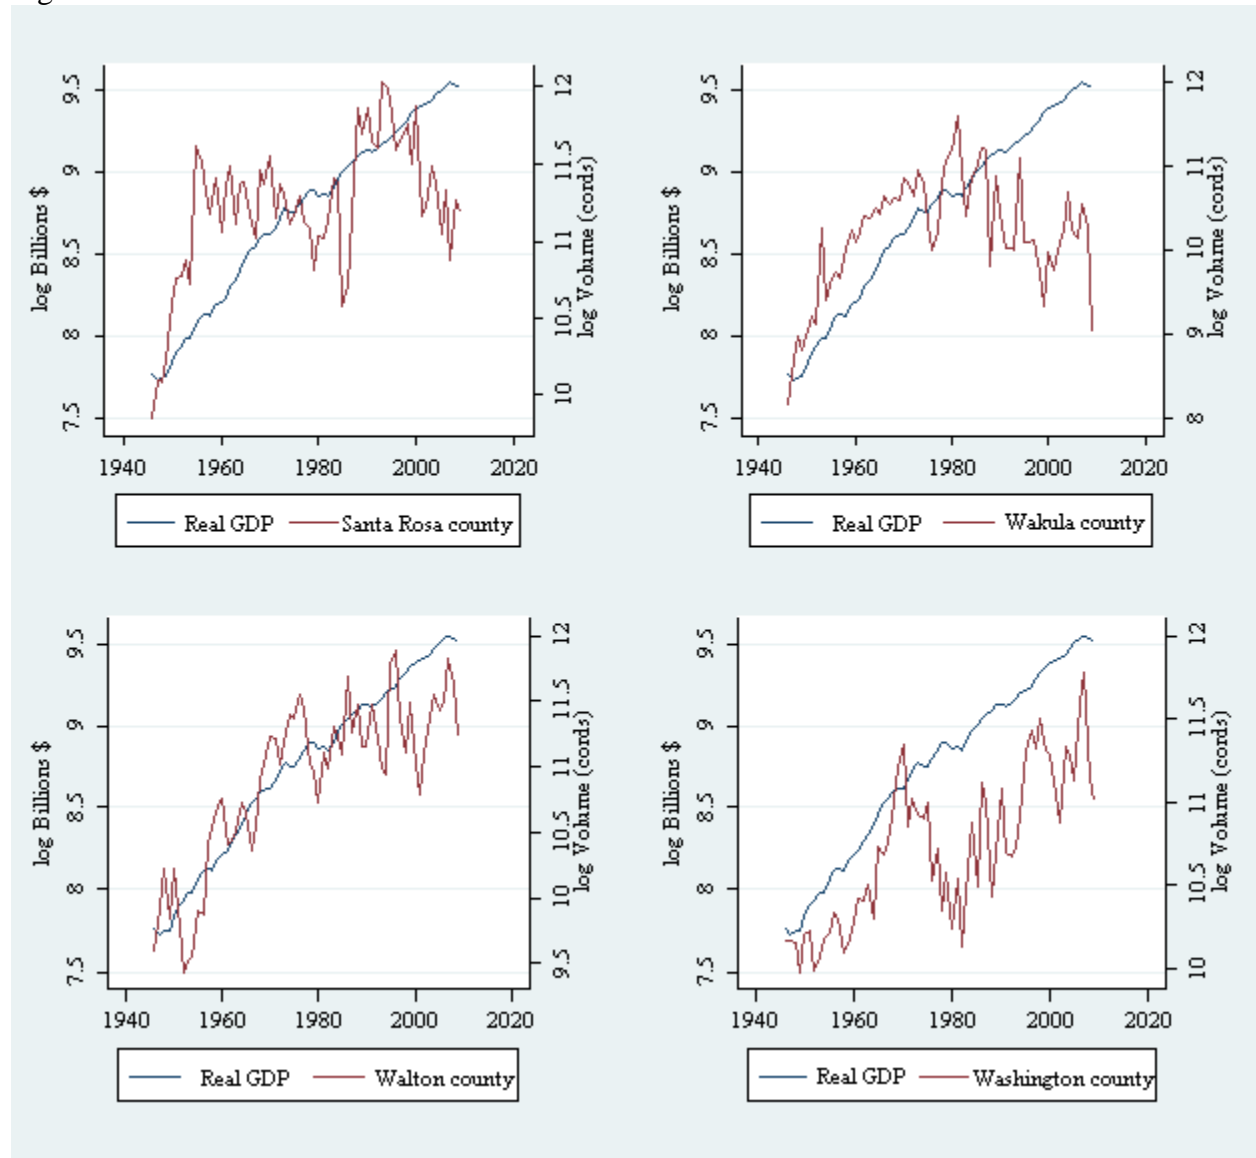 9.5
9
8.5
8
7.5
log Billions $
12
11.5
11
10.5
10
log Volume (cords)
1940 1960 1980 2000 2020
Real GDP Santa Rosa county
9.5
9
8.5
8
7.5
log Billions $
12
11
10
9
8
log Volume (cords)
1940 1960 1980 2000 2020
Real GDP Wakula county
9.5
9
8.5
8
7.5
log Billions $
12
11.5
11
10.5
10
9.5
log Volume (cords)
1940 1960 1980 2000 2020
Real GDP Walton county
9.5
9
8.5
8
7.5
log Billions $
12
11.5
11
10.5
10
log Volume (cords)
1940 1960 1980 2000 2020
Real GDP Washington county